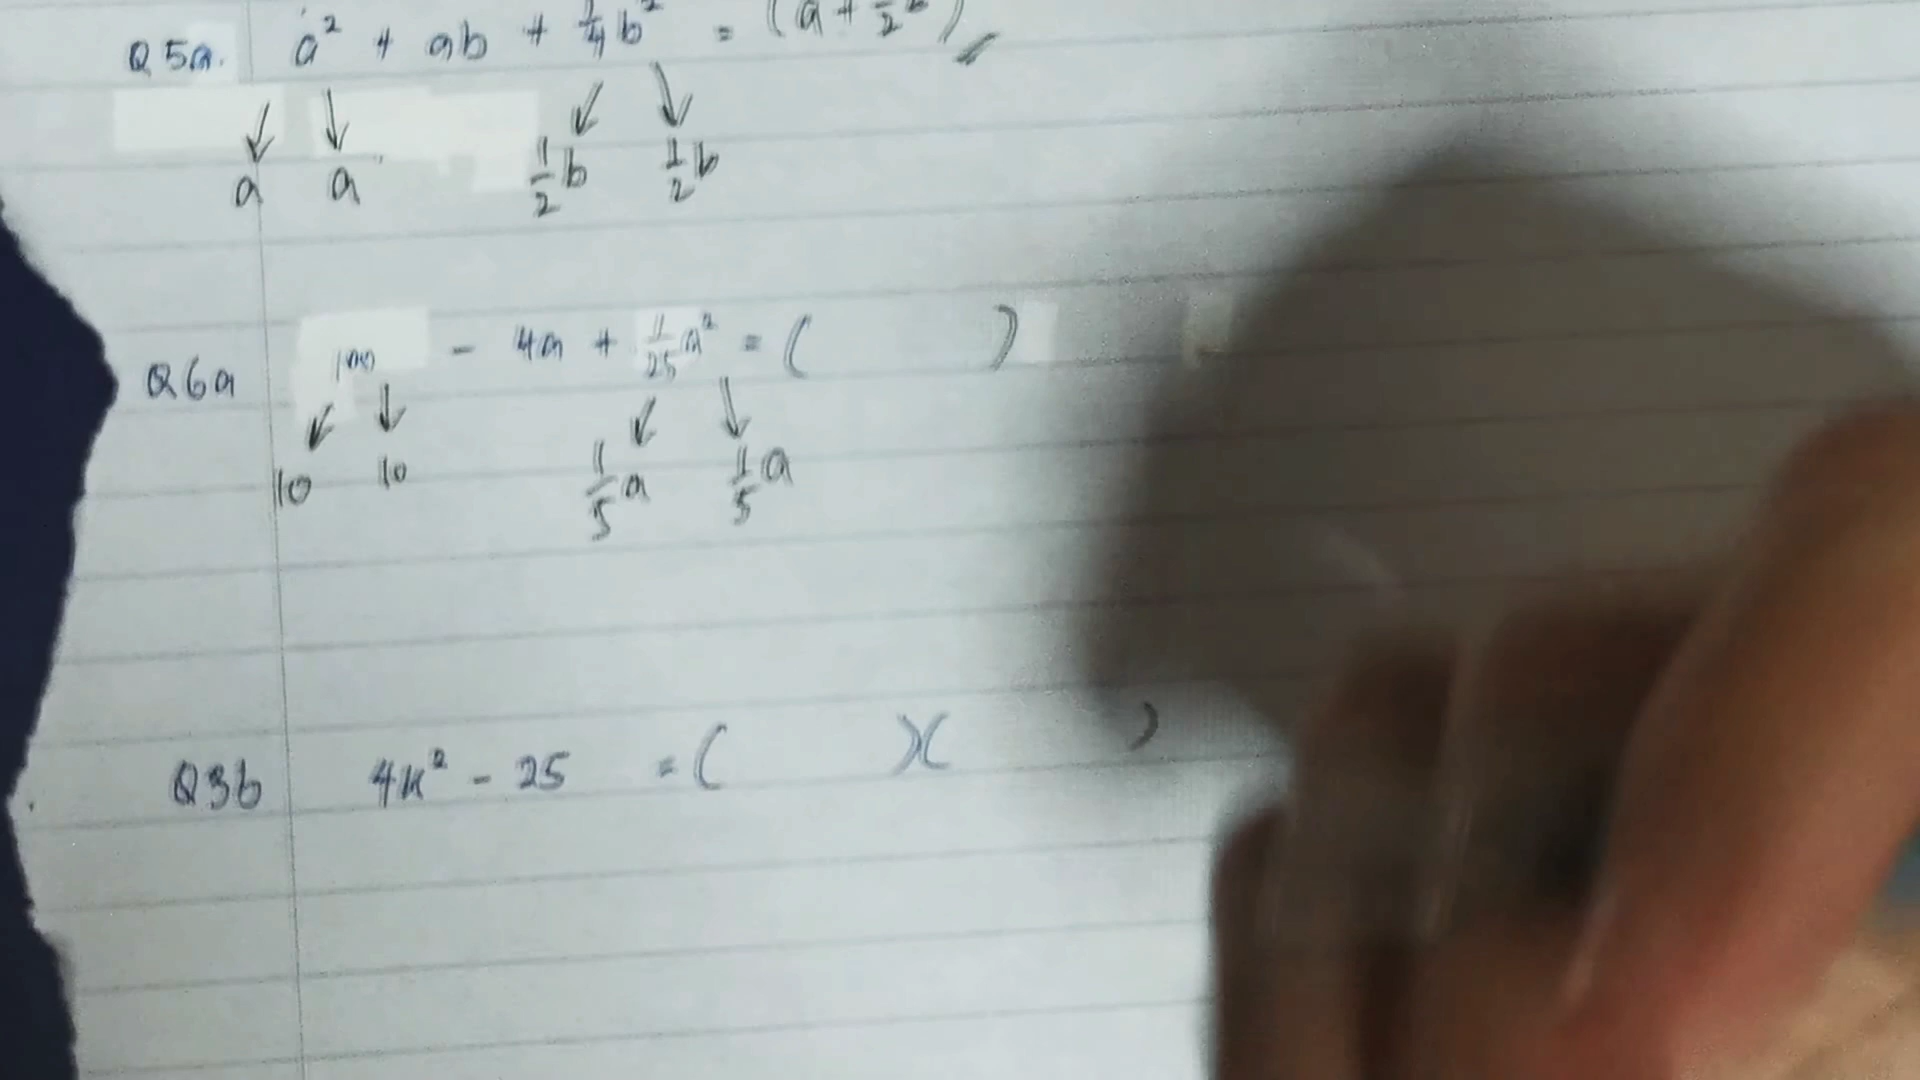 Q5a. a² + ab + 1/4 b² = (a + 1/2 b)
a a 1/2 b 1/2 b
Q6a 100 - 4a + 1/25 a² = ( )
10 10 1/5 a 1/5 a
Q3b 4x² - 25 = ( )( )